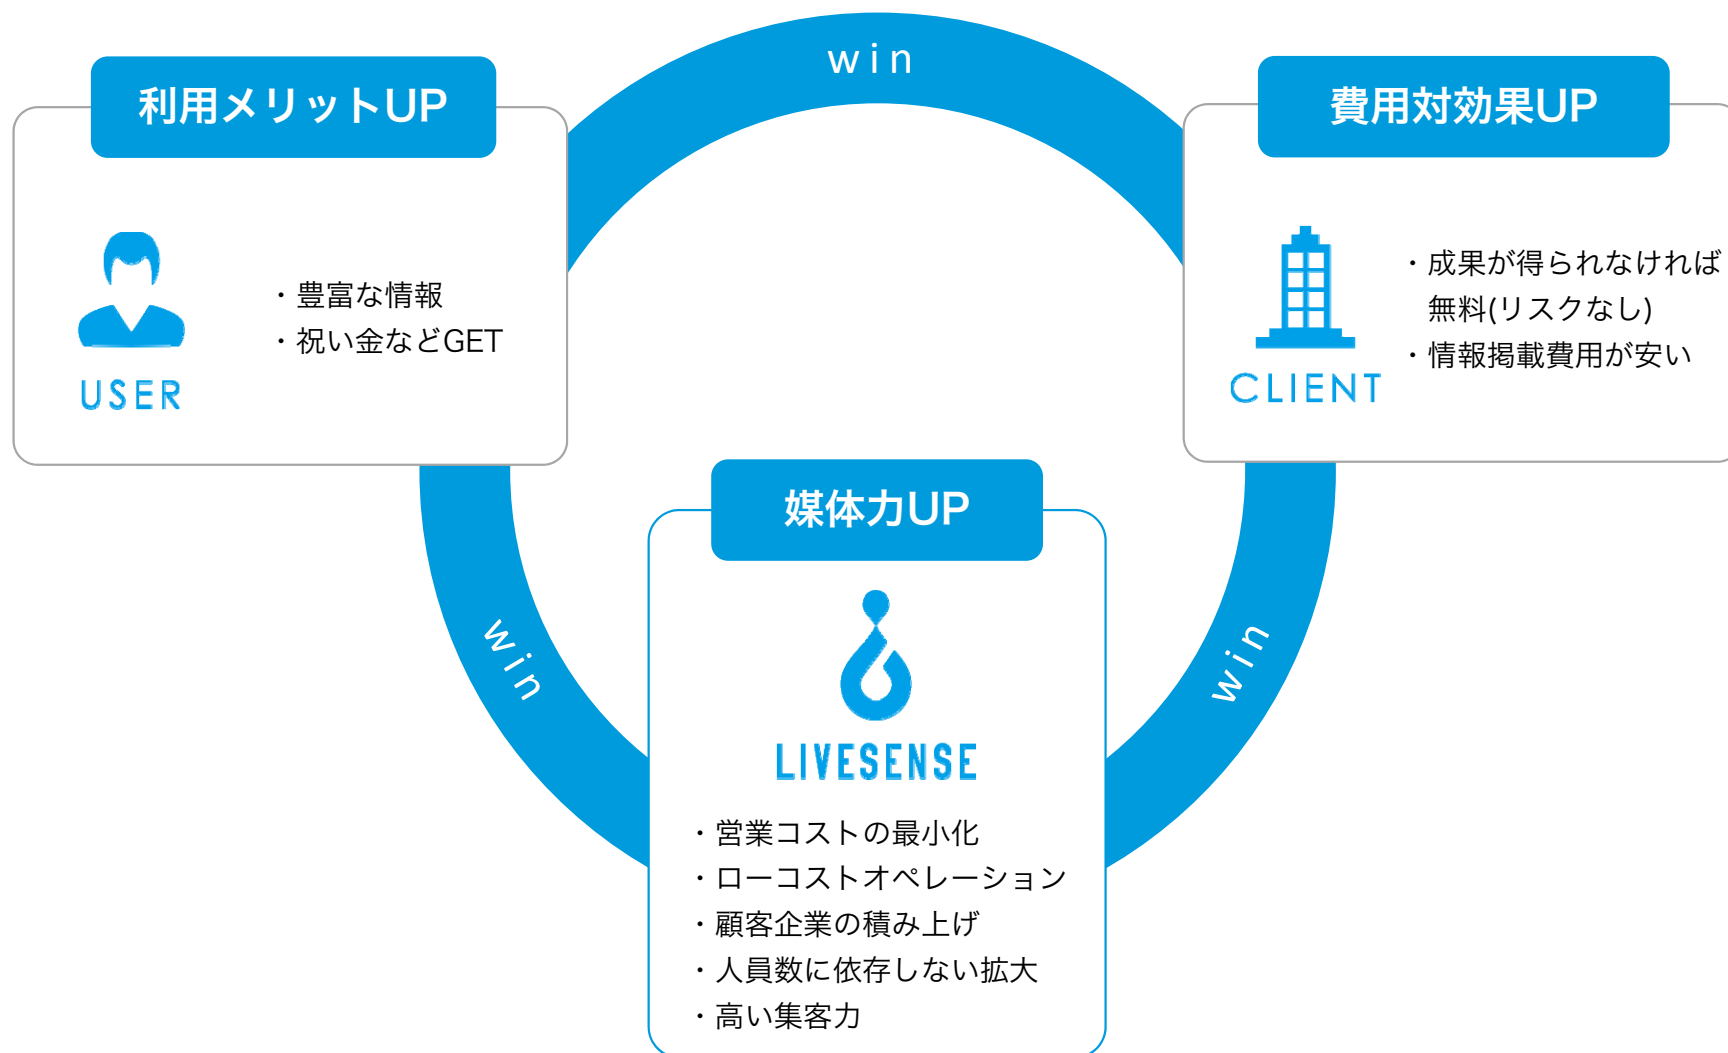 win
利用メリットUP
・豊富な情報
・祝い金などGET
USER
費用対効果UP
・成果が得られなければ
無料(リスクなし)
・情報掲載費用が安い
CLIENT
媒体力UP
LIVESENSE
・営業コストの最小化
・ローコストオペレーション
・顧客企業の積み上げ
・人員数に依存しない拡大
・高い集客力
win
win